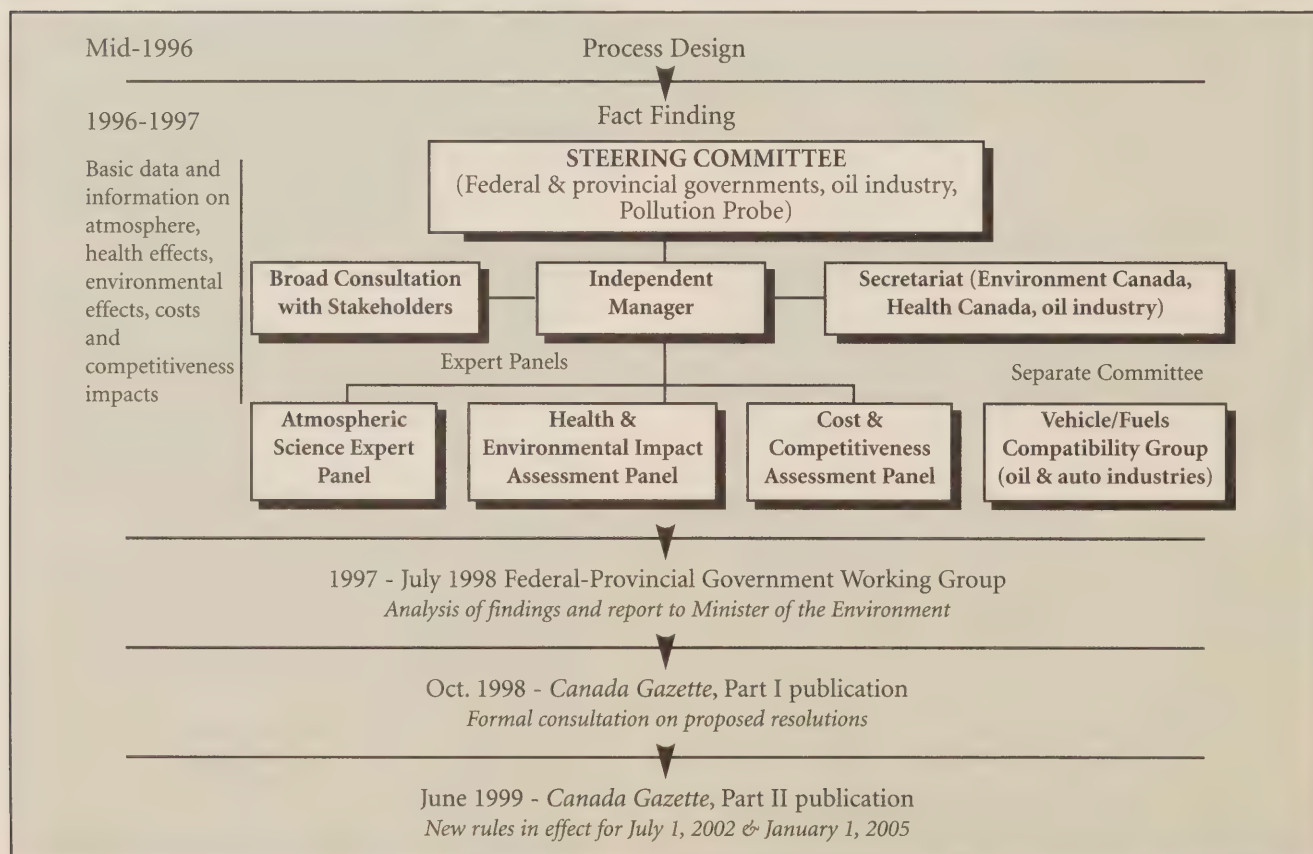 Mid-1996
Process Design
1996-1997
Fact Finding
Basic data and
information on
atmosphere,
health effects,
environmental
effects, costs
and
competitiveness
impacts
STEERING COMMITTEE
(Federal & provincial governments, oil industry,
Pollution Probe)
Broad Consultation
with Stakeholders
Independent
Manager
Secretariat (Environment Canada,
Health Canada, oil industry)
Expert Panels
Separate Committee
Atmospheric
Science Expert
Panel
Health &
Environmental Impact
Assessment Panel
Cost &
Competitiveness
Assessment Panel
Vehicle/Fuels
Compatibility Group
(oil & auto industries)
1997 - July 1998 Federal-Provincial Government Working Group
Analysis of findings and report to Minister of the Environment
Oct. 1998 - Canada Gazette, Part I publication
Formal consultation on proposed resolutions
June 1999 - Canada Gazette, Part II publication
New rules in effect for July 1, 2002 & January 1, 2005